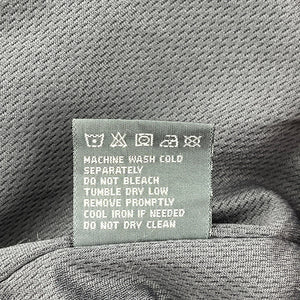 MACHINE WASH COLD
SEPARATELY
DO NOT BLEACH
TUMBLE DRY LOW
REMOVE PROMPTLY
COOL IRON IF NEEDED
DO NOT DRY CLEAN